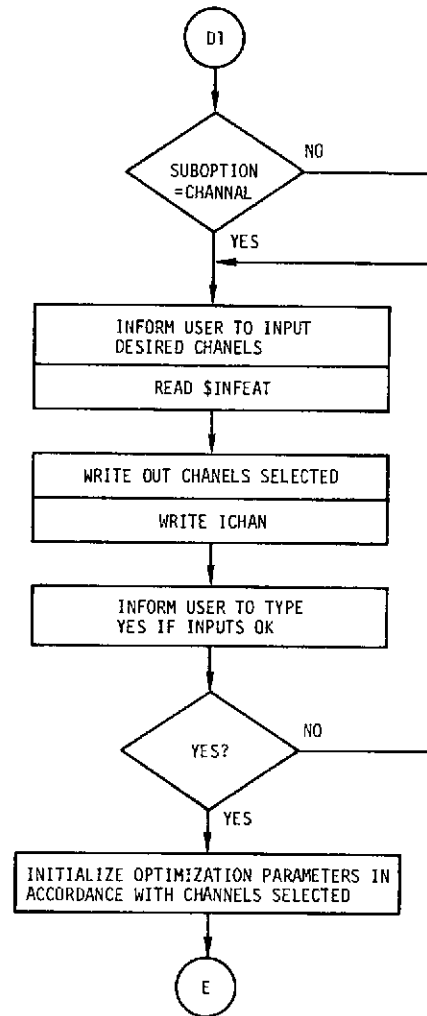 D1
SUBOPTION
=CHANNAL
NO
YES
INFORM USER TO INPUT
DESIRED CHANELS
READ $INFEAT
WRITE OUT CHANELS SELECTED
WRITE ICHAN
INFORM USER TO TYPE
YES IF INPUTS OK
YES?
NO
YES
INITIALIZE OPTIMIZATION PARAMETERS IN
ACCORDANCE WITH CHANNELS SELECTED
E